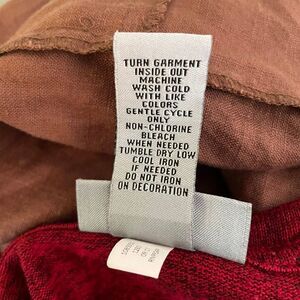 TURN GARMENT
INSIDE OUT
MACHINE
WASH COLD
WITH LIKE
COLORS
GENTLE CYCLE
ONLY
NON-CHLORINE
BLEACH
WHEN NEEDED
TUMBLE DRY LOW
COOL IRON
IF NEEDED
DO NOT IRON
ON DECORATION